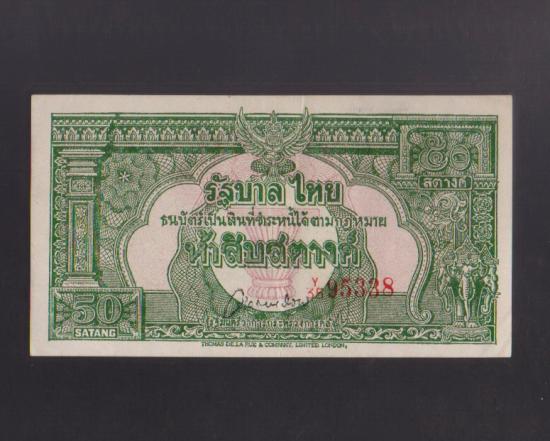 ๕๐
สตางค์
รัฐบาลไทย
ธนบัตร์เป็นเงินที่ชำระหนี้ได้ตามกฎหมาย
ห้าสิบสตางค์
Y/58 95338
50
SATANG
THOMAS DE LA RUE & COMPANY, LIMITED, LONDON,